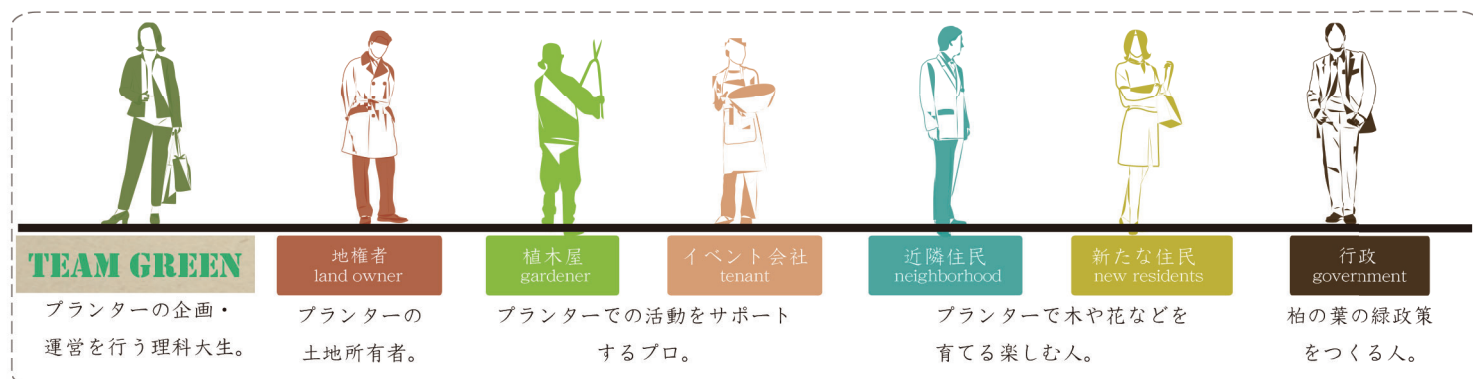 TEAM GREEN
プランターの企画・
運営を行う理科大生。
地権者
land owner
プランターの
土地所有者。
植木屋
gardener
イベント会社
tenant
プランターでの活動をサポート
するプロ。
近隣住民
neighborhood
新たな住民
new residents
プランターで木や花などを
育てる楽しむ人。
行政
government
柏の葉の緑政策
をつくる人。